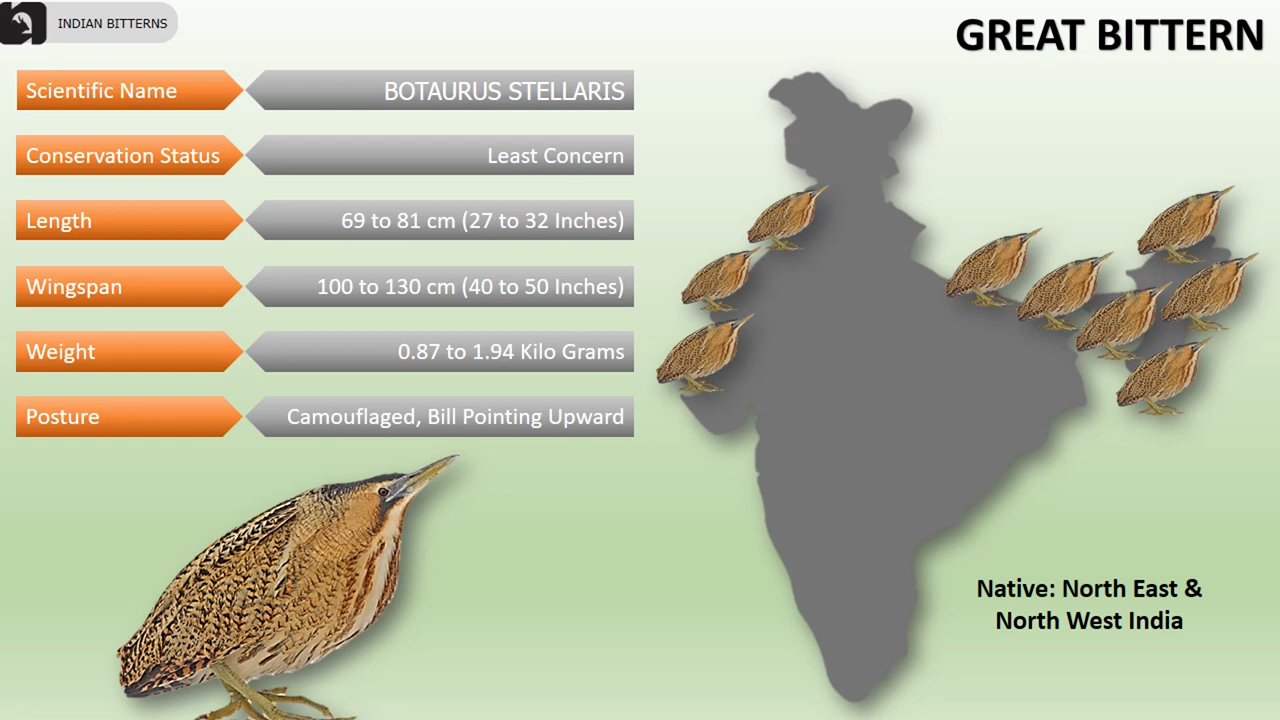 INDIAN BITTERNS
GREAT BITTERN
Scientific Name
BOTAURUS STELLARIS
Conservation Status
Least Concern
Length
69 to 81 cm (27 to 32 Inches)
Wingspan
100 to 130 cm (40 to 50 Inches)
Weight
0.87 to 1.94 Kilo Grams
Posture
Camouflaged, Bill Pointing Upward
Native: North East &
North West India